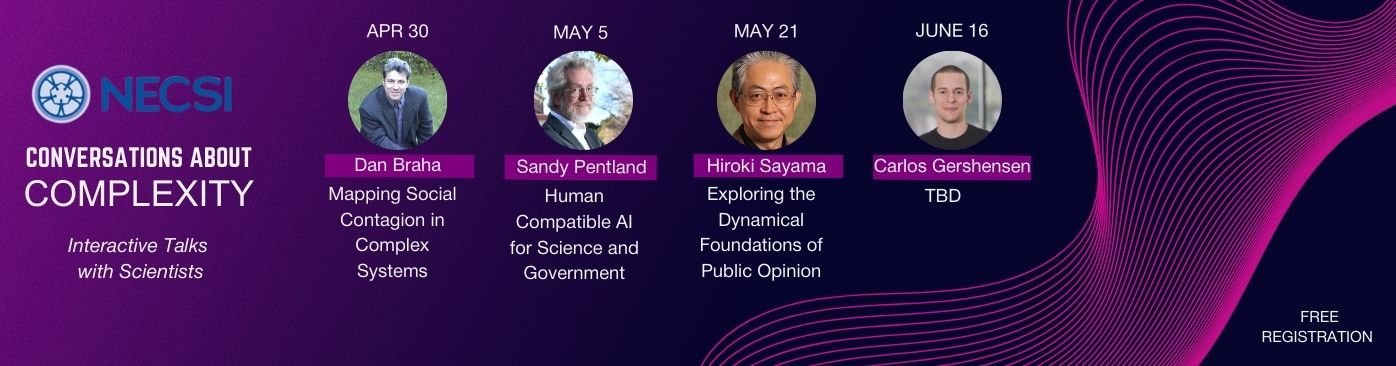 NECSI
CONVERSATIONS ABOUT
COMPLEXITY
Interactive Talks
with Scientists
APR 30
Dan Braha
Mapping Social
Contagion in
Complex
Systems
MAY 5
Sandy Pentland
Human
Compatible AI
for Science and
Government
MAY 21
Hiroki Sayama
Exploring the
Dynamical
Foundations of
Public Opinion
JUNE 16
Carlos Gershensen
TBD
FREE
REGISTRATION